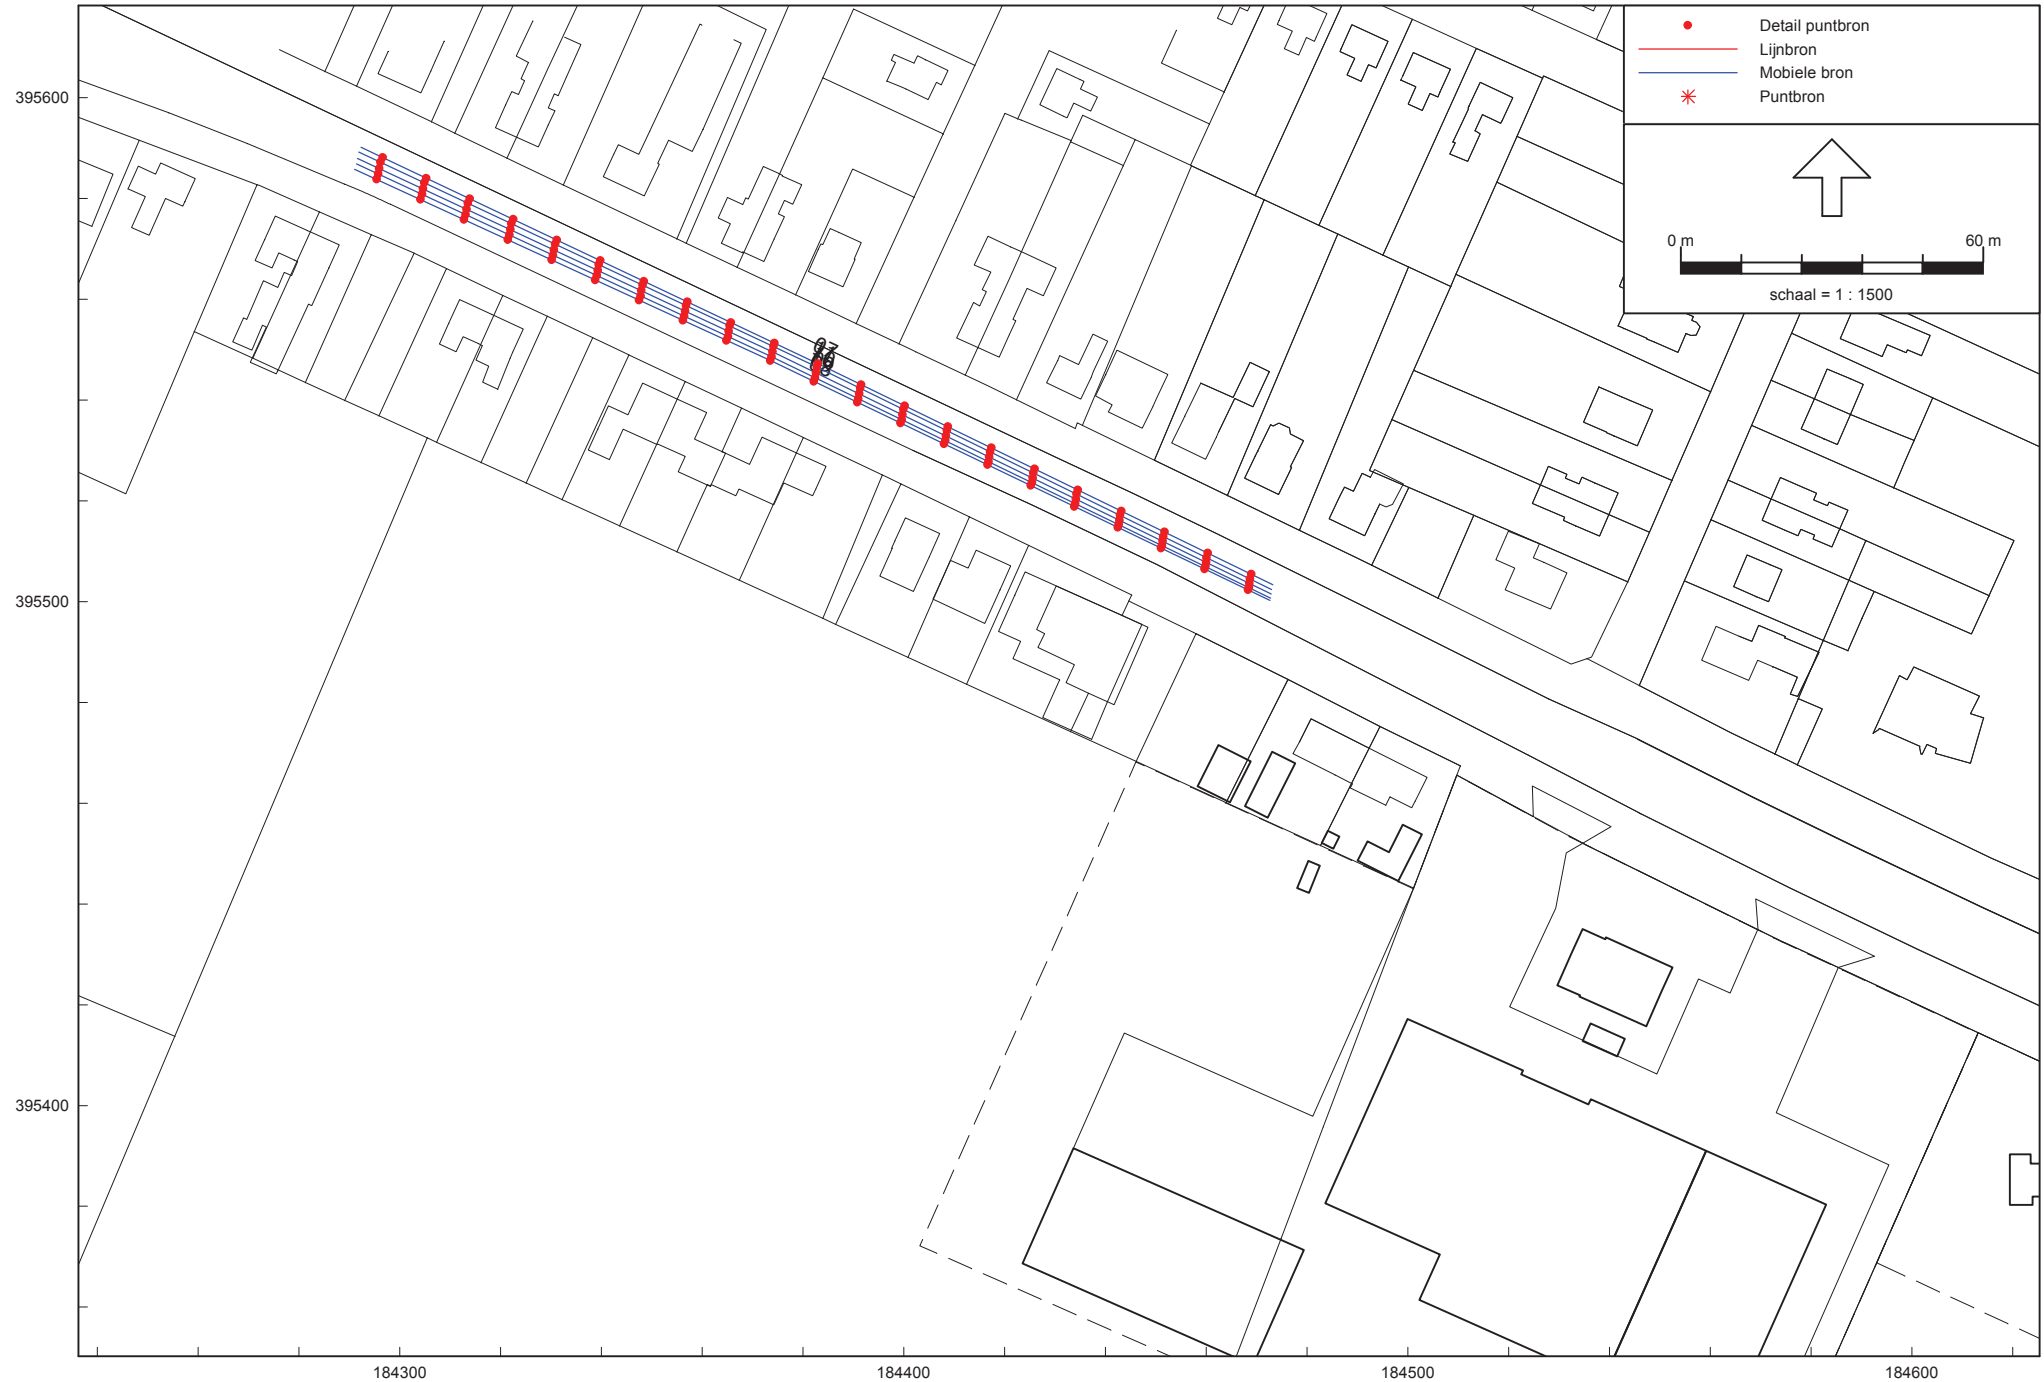 Detail puntbron
Lijnbron
Mobiele bron
Puntbron
0 m 60 m
schaal = 1 : 1500
395600
395500
395400
184300 184400 184500 184600